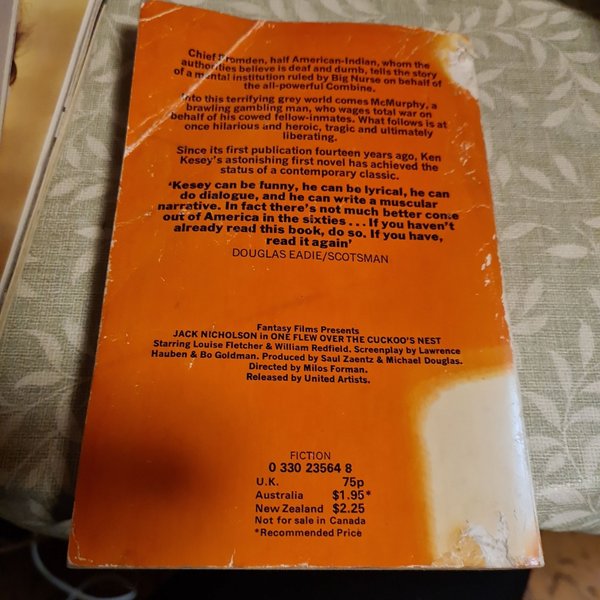 Chief Bromden, half American-Indian, whom the
authorities believe is deaf and dumb, tells the story
of a mental institution ruled by Big Nurse on behalf of
the all-powerful Combine.
Into this terrifying grey world comes McMurphy, a
brawling gambling man, who wages total war on
behalf of his cowed fellow-inmates. What follows is at
once hilarious and heroic, tragic and ultimately
liberating.
Since its first publication fourteen years ago, Ken
Kesey's astonishing first novel has achieved the
status of a contemporary classic.
'Kesey can be funny, he can be lyrical, he can
do dialogue, and he can write a muscular
narrative. In fact there's not much better come
out of America in the sixties . . . If you haven't
already read this book, do so. If you have,
read it again'
DOUGLAS EADIE/SCOTSMAN
Fantasy Films Presents
JACK NICHOLSON in ONE FLEW OVER THE CUCKOO'S NEST
Starring Louise Fletcher & William Redfield. Screenplay by Lawrence
Hauben & Bo Goldman. Produced by Saul Zaentz & Michael Douglas.
Directed by Milos Forman.
Released by United Artists.
FICTION
0 330 23564 8
U.K. 75p
Australia $1.95*
New Zealand $2.25
Not for sale in Canada
*Recommended Price